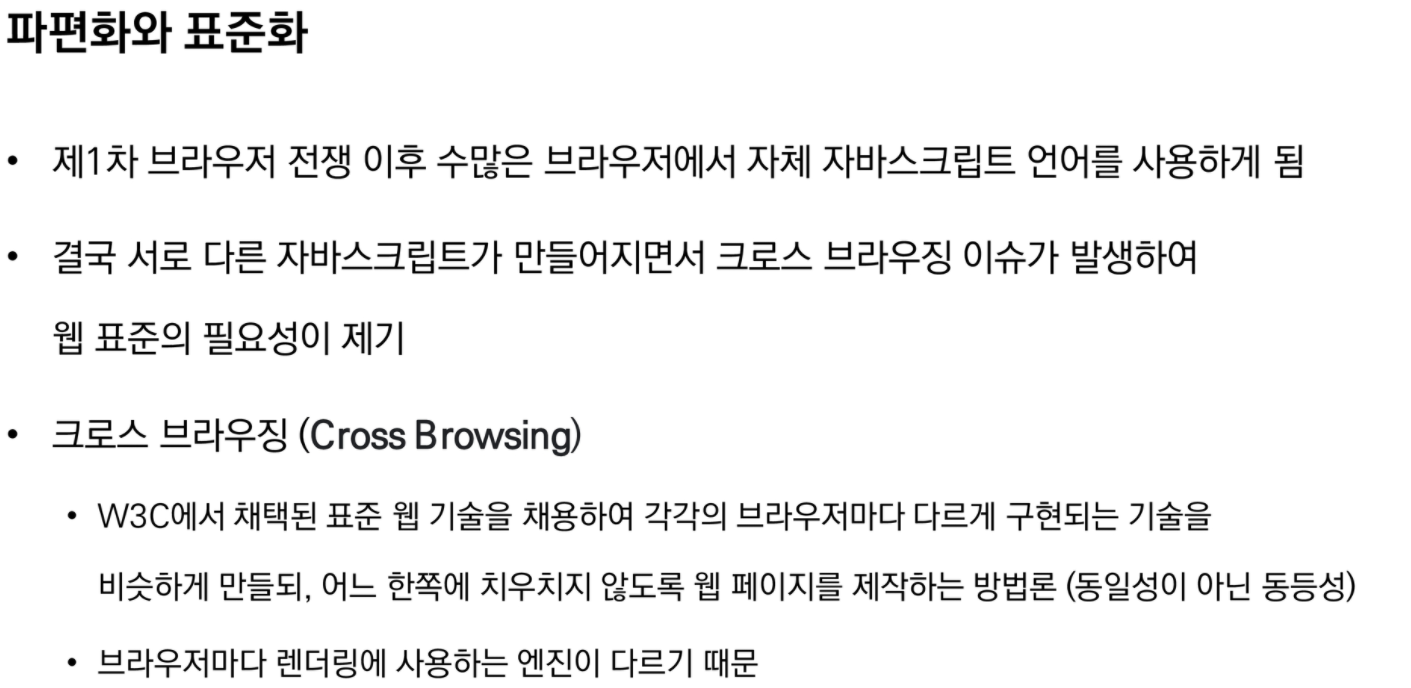 파편화와 표준화
• 제1차 브라우저 전쟁 이후 수많은 브라우저에서 자체 자바스크립트 언어를 사용하게 됨
• 결국 서로 다른 자바스크립트가 만들어지면서 크로스 브라우징 이슈가 발생하여
웹 표준의 필요성이 제기
• 크로스 브라우징 (Cross Browsing)
• W3C에서 채택된 표준 웹 기술을 채용하여 각각의 브라우저마다 다르게 구현되는 기술을
비슷하게 만들되, 어느 한쪽에 치우치지 않도록 웹 페이지를 제작하는 방법론 (동일성이 아닌 동등성)
• 브라우저마다 렌더링에 사용하는 엔진이 다르기 때문